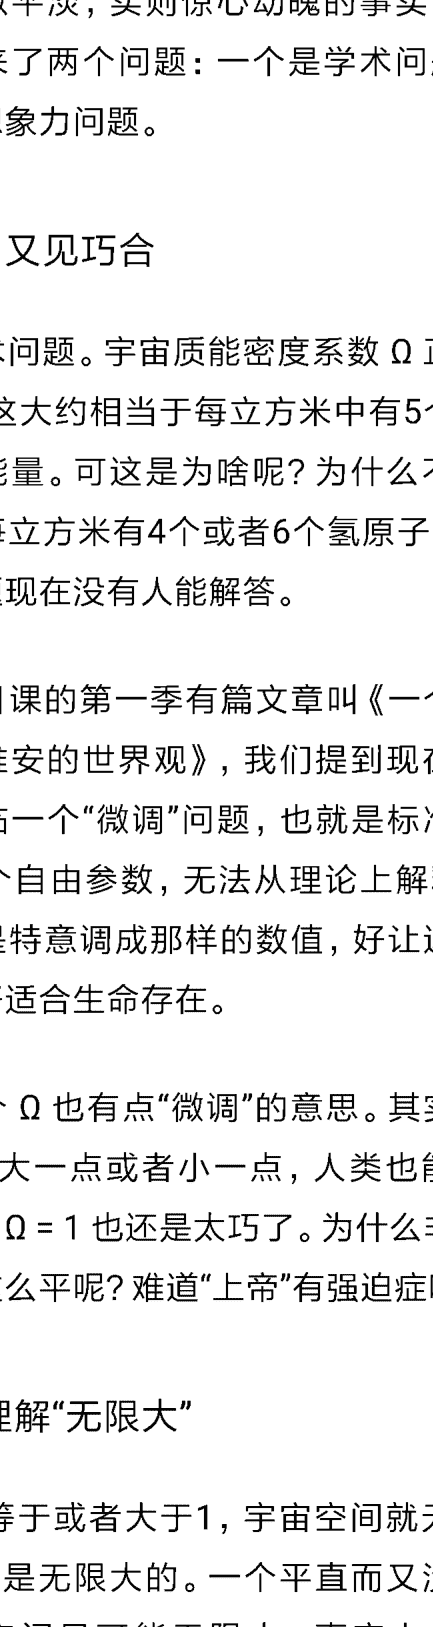 平淡，实则惊心动魄的事实
来了两个问题：一个是学术问
象力问题。
又见巧合
问题。宇宙质能密度系数 Ω
这大约相当于每立方米中有5
能量。可这是为啥呢？为什么
立方米有4个或者6个氢原子
现在没有人能解答。
课的第一季有篇文章叫《一
安的世界观》，我们提到现在
一个“微调”问题，也就是标
个自由参数，无法从理论上解
是特意调成那样的数值，好让
适合生命存在。
个 Ω 也有点“微调”的意思。其实
大一点或者小一点，人类也能
Ω = 1 也还是太巧了。为什么
么平呢？难道“上帝”有强迫症
理解“无限大”
等于或者大于1，宇宙空间就
是无限大的。一个平直而又没